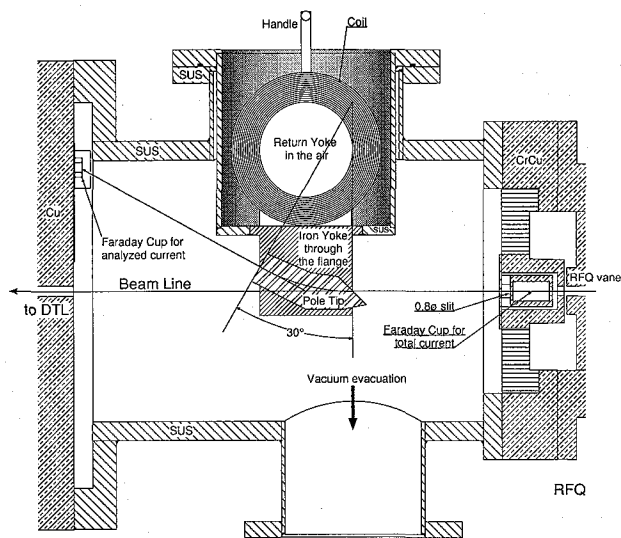 Handle
Coil
SUS
Return Yoke
in the air
SUS
CrCu
Cu
Faraday Cup for
analyzed current
SUS
Iron Yoke
through
the flange
Beam Line
Pole Tip
RFQ vane
to DTL
0.8ø slit
30°
Faraday Cup for
total current
Vacuum evacuation
SUS
RFQ